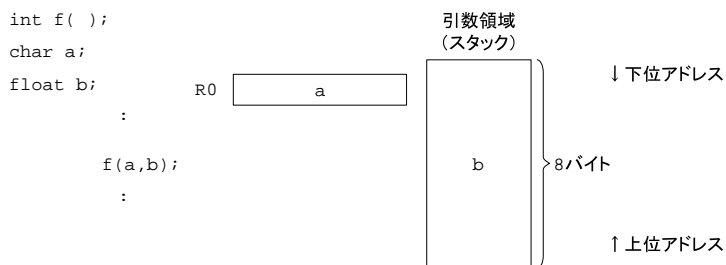 int f( );
char a;
float b;
:
f(a,b);
:
R0
a
引数領域
(スタック)
b
8バイト
↓下位アドレス
↑上位アドレス